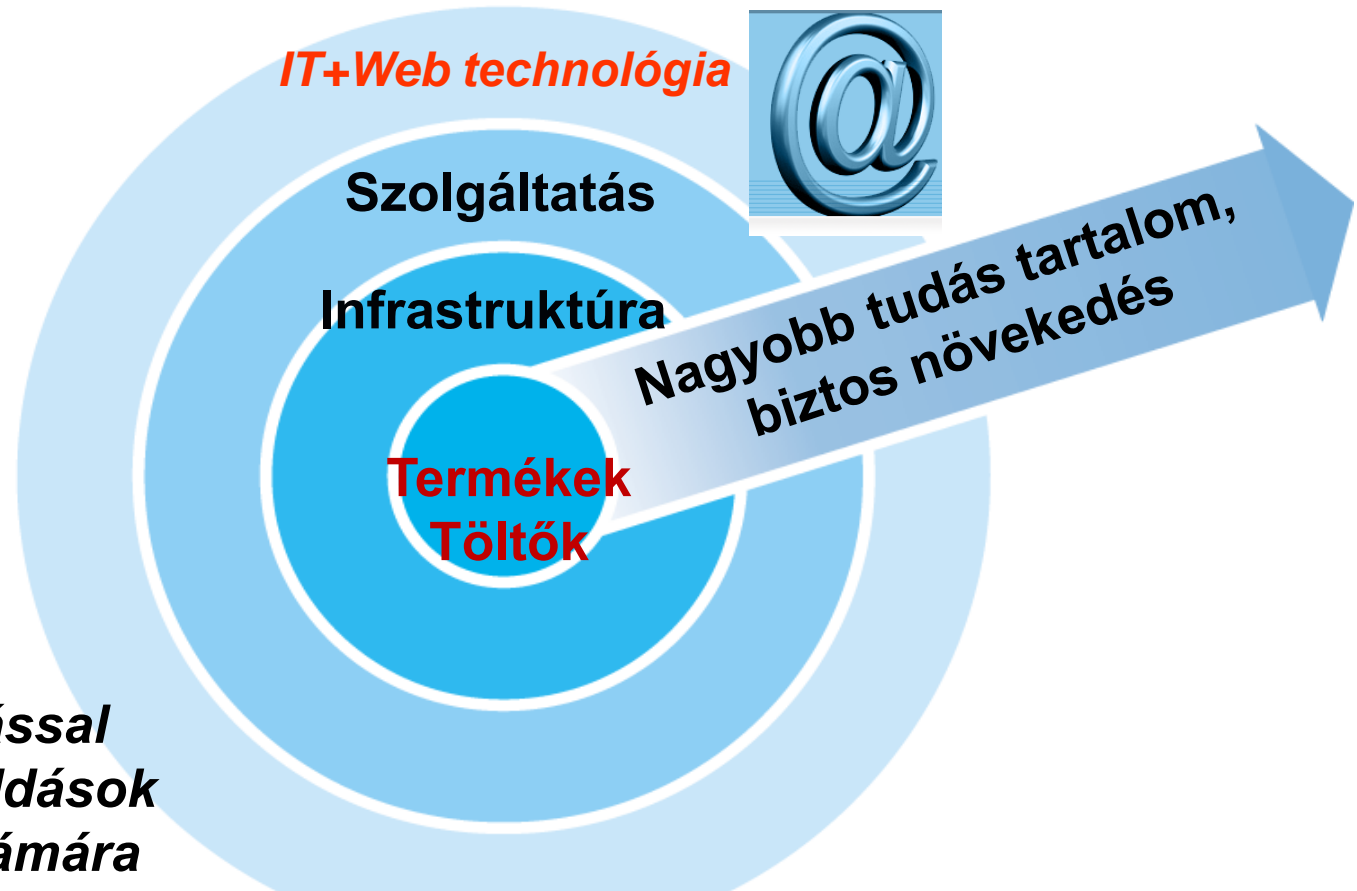 IT+Web technológia
Szolgáltatás
Infrastruktúra
Nagyobb tudás tartalom,
biztos növekedés
Termékek
Töltők